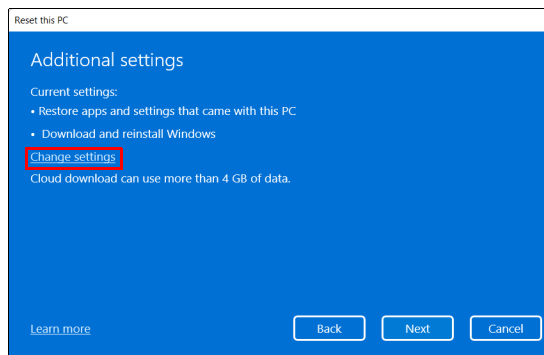 Reset this PC
Additional settings
Current settings:
• Restore apps and settings that came with this PC
• Download and reinstall Windows
Change settings
Cloud download can use more than 4 GB of data.
Learn more
Back
Next
Cancel